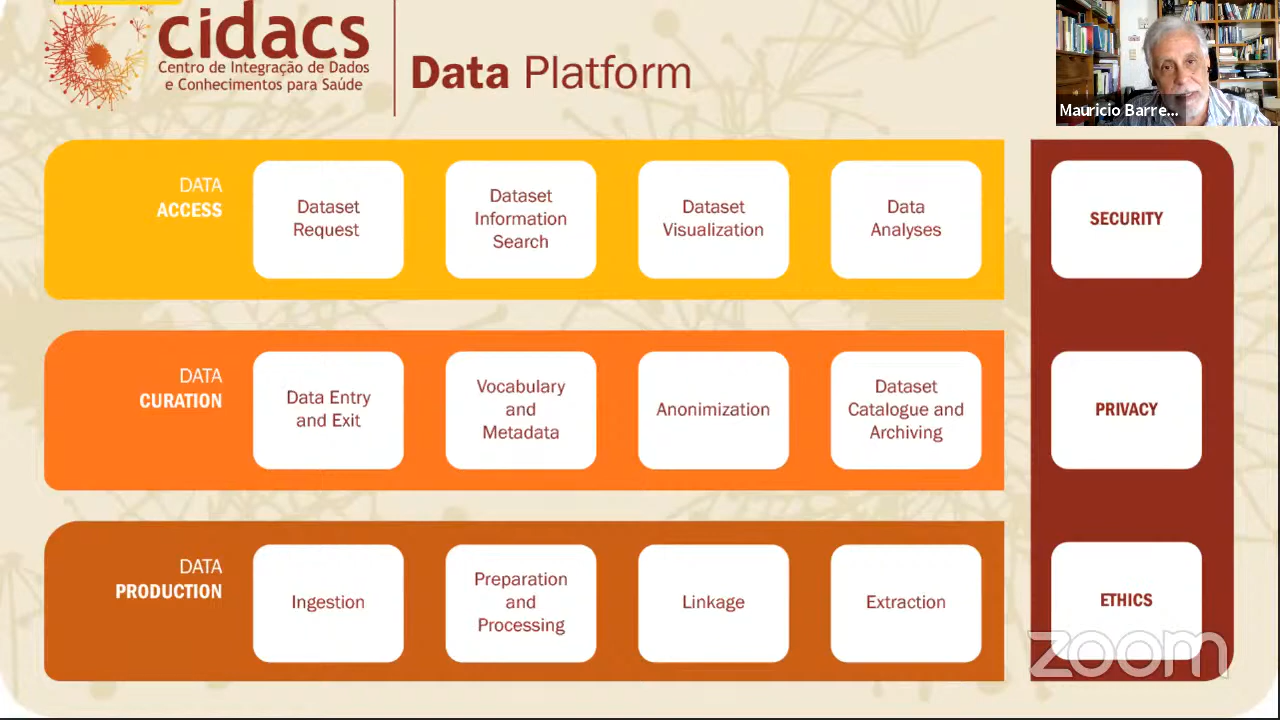 cidacs
Centro de Integração de Dados
e Conhecimentos para Saúde
Data Platform
Mauricio Barre...
DATA
ACCESS
Dataset
Request
Dataset
Information
Search
Dataset
Visualization
Data
Analyses
SECURITY
DATA
CURATION
Data Entry
and Exit
Vocabulary
and
Metadata
Anonimization
Dataset
Catalogue and
Archiving
PRIVACY
DATA
PRODUCTION
Ingestion
Preparation
and
Processing
Linkage
Extraction
ETHICS
zoom